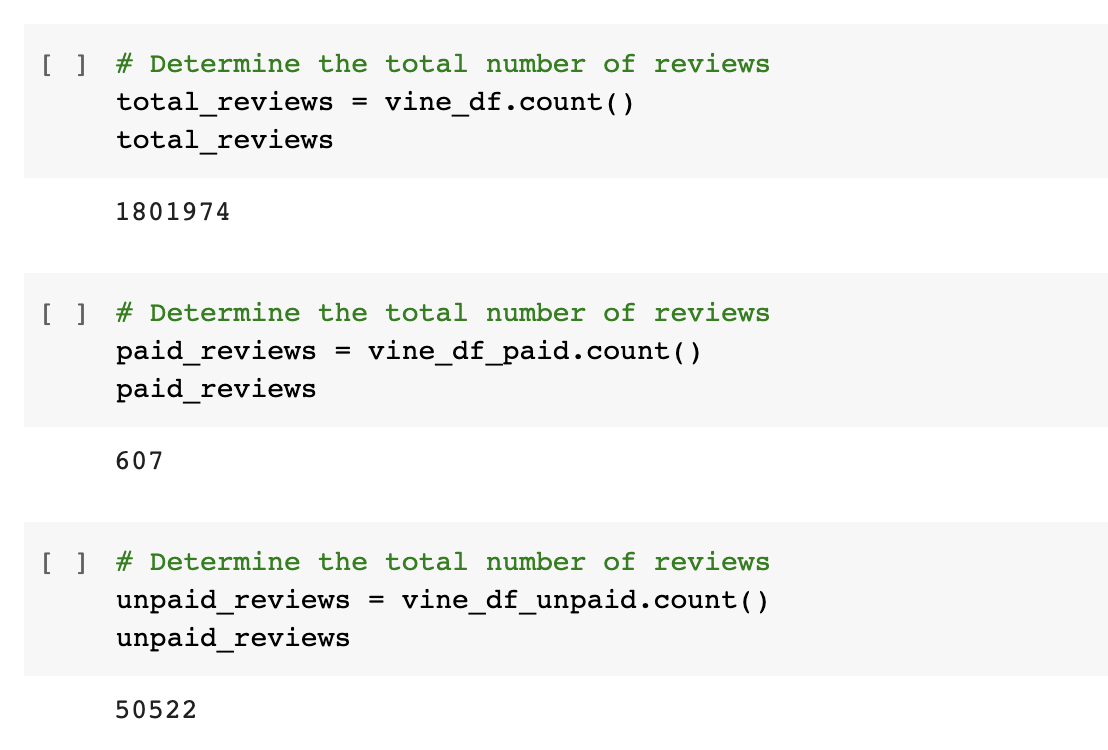 [ ] # Determine the total number of reviews
total_reviews = vine_df.count()
total_reviews
1801974
[ ] # Determine the total number of reviews
paid_reviews = vine_df_paid.count()
paid_reviews
607
[ ] # Determine the total number of reviews
unpaid_reviews = vine_df_unpaid.count()
unpaid_reviews
50522